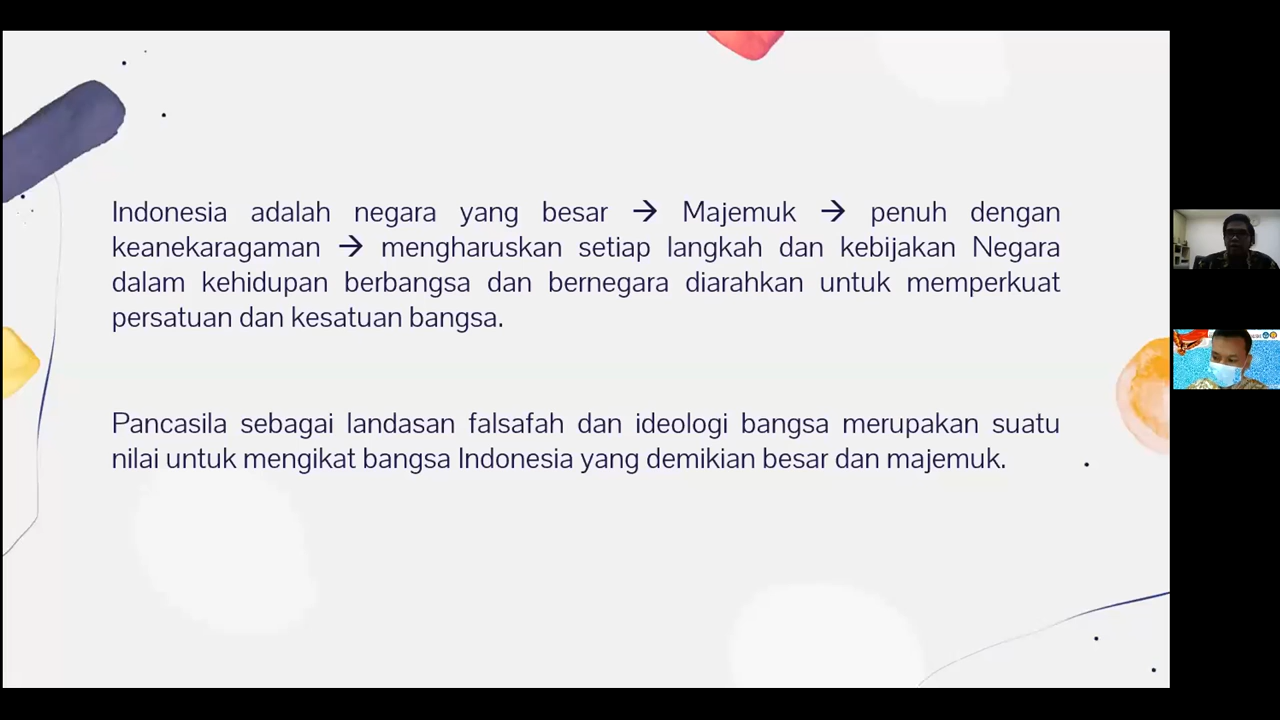 Indonesia adalah negara yang besar → Majemuk → penuh dengan
keanekaragaman → mengharuskan setiap langkah dan kebijakan Negara
dalam kehidupan berbangsa dan bernegara diarahkan untuk memperkuat
persatuan dan kesatuan bangsa.
Pancasila sebagai landasan falsafah dan ideologi bangsa merupakan suatu
nilai untuk mengikat bangsa Indonesia yang demikian besar dan majemuk.